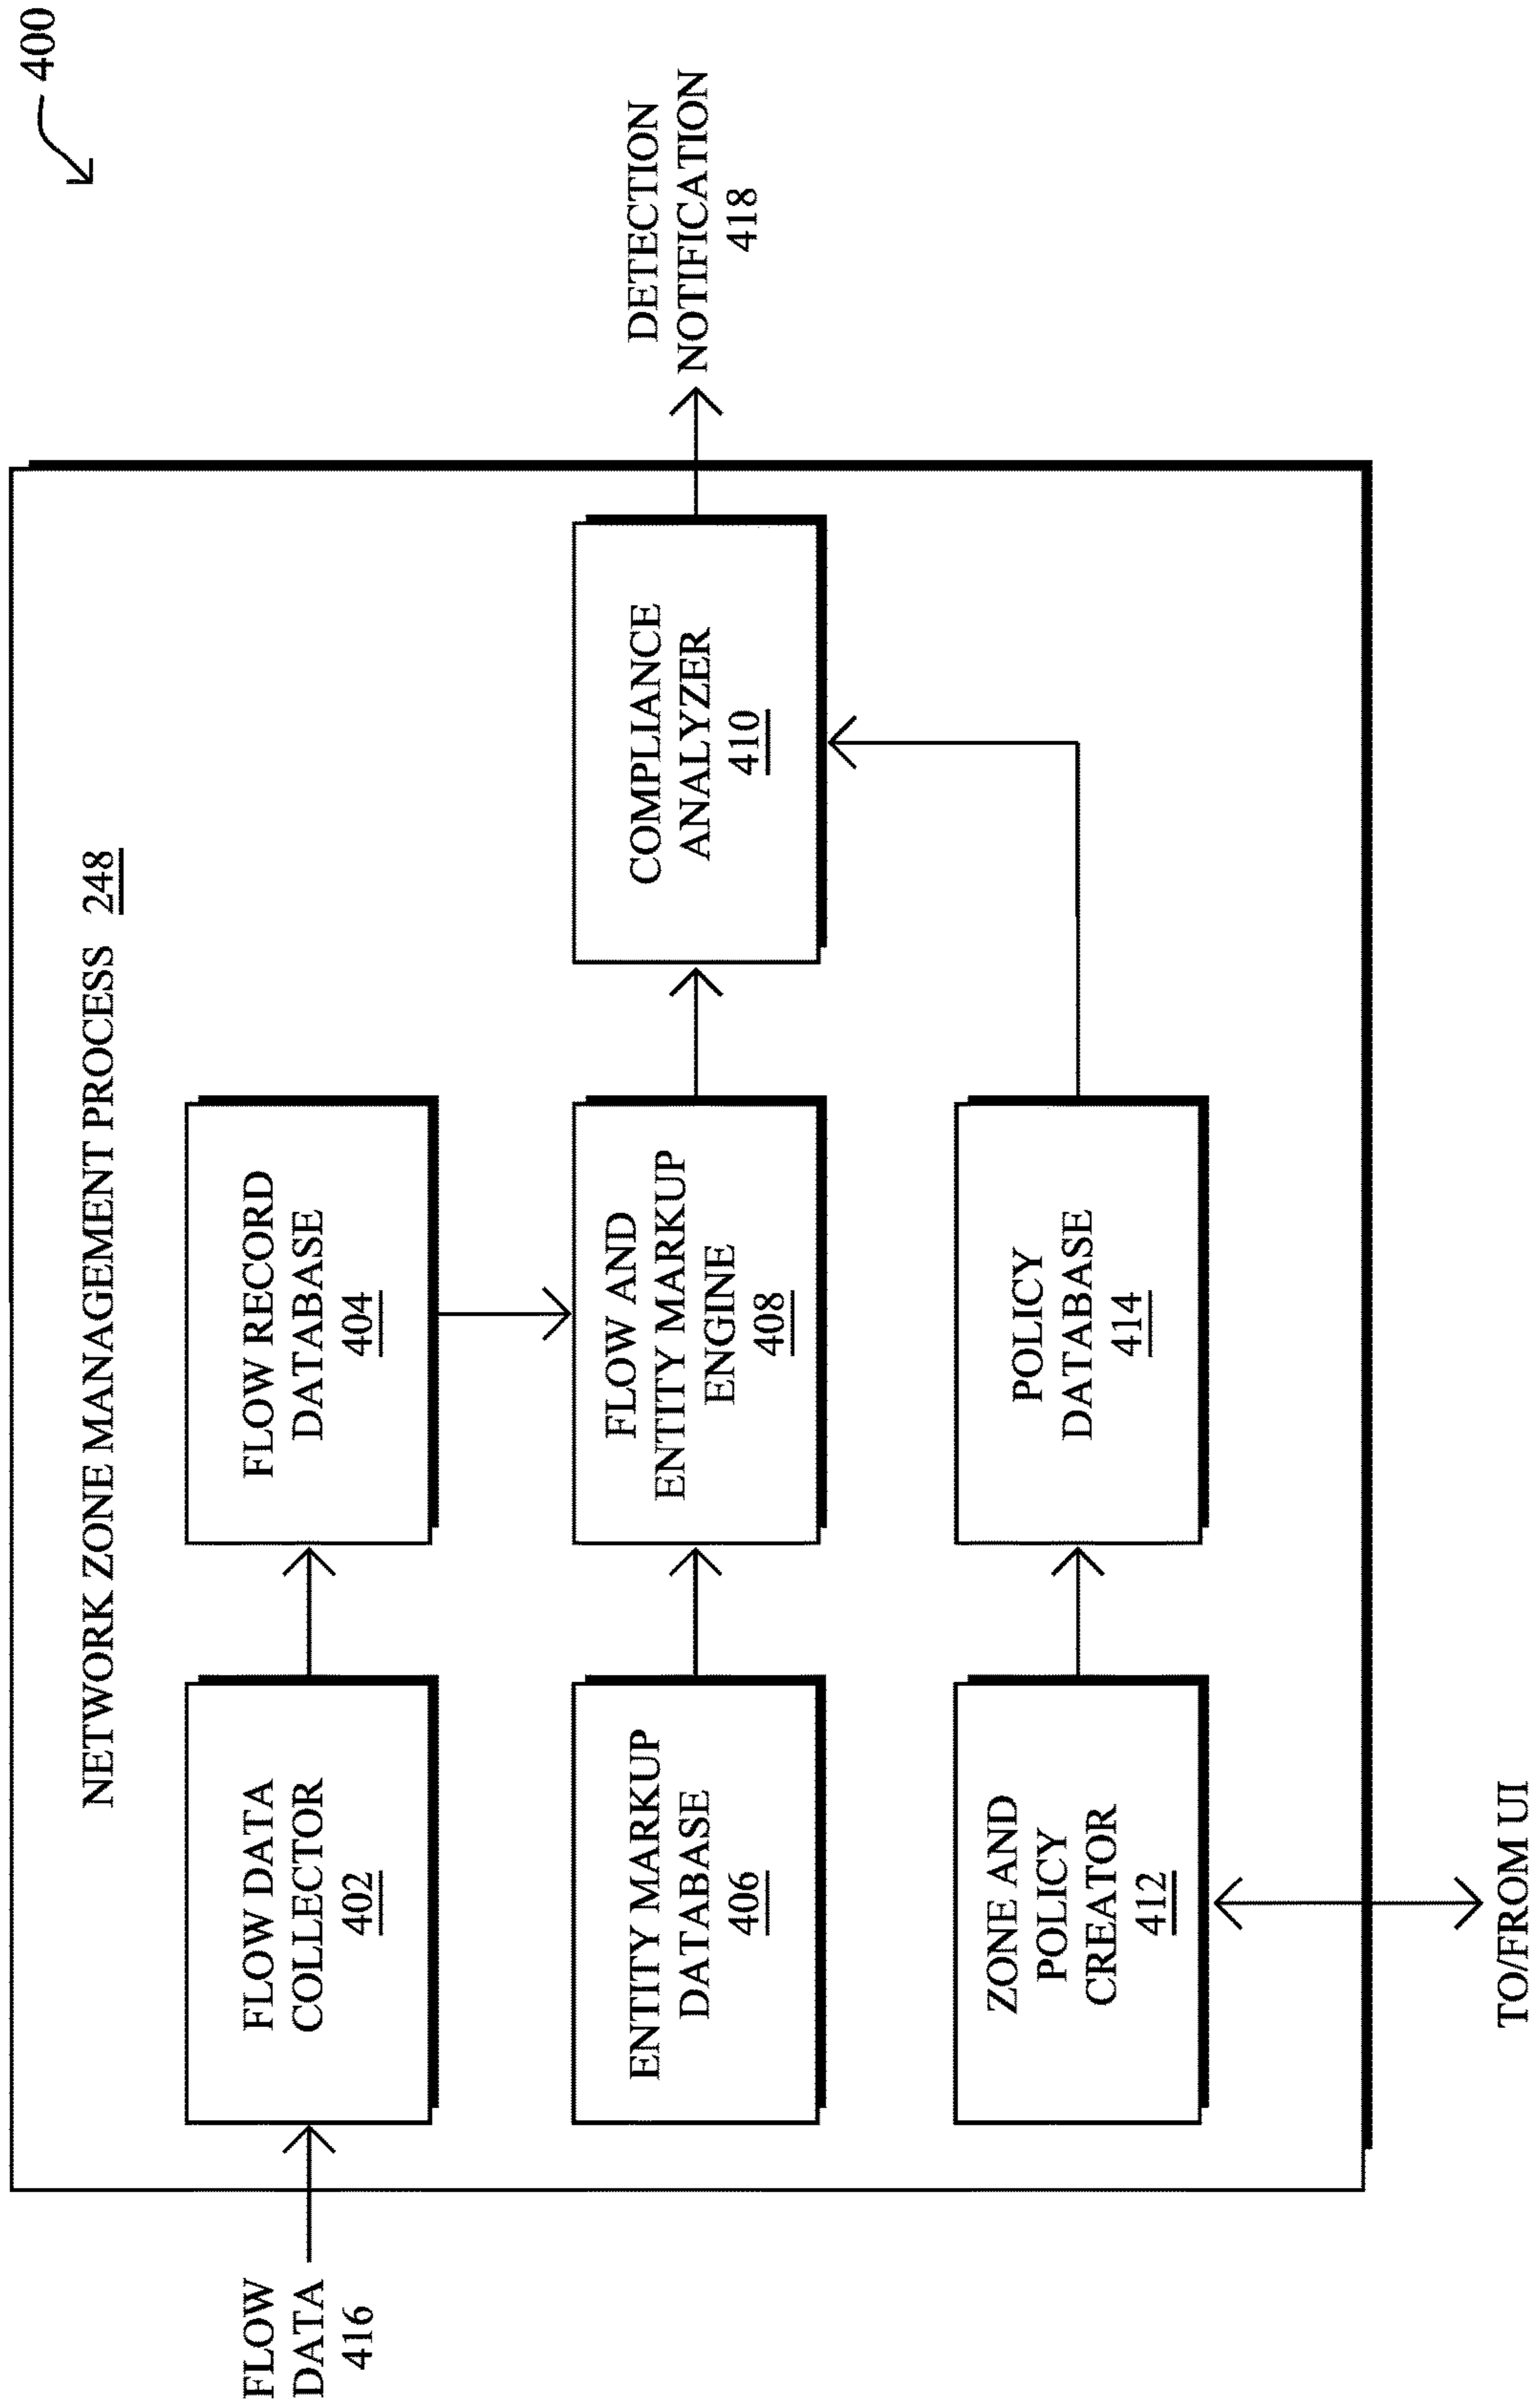 400
NETWORK ZONE MANAGEMENT PROCESS 248
FLOW
DATA
416
FLOW DATA
COLLECTOR
402
FLOW RECORD
DATABASE
404
ENTITY MARKUP
DATABASE
406
FLOW AND
ENTITY MARKUP
ENGINE
408
COMPLIANCE
ANALYZER
410
DETECTION
NOTIFICATION
418
ZONE AND
POLICY
CREATOR
412
POLICY
DATABASE
414
TO/FROM UI